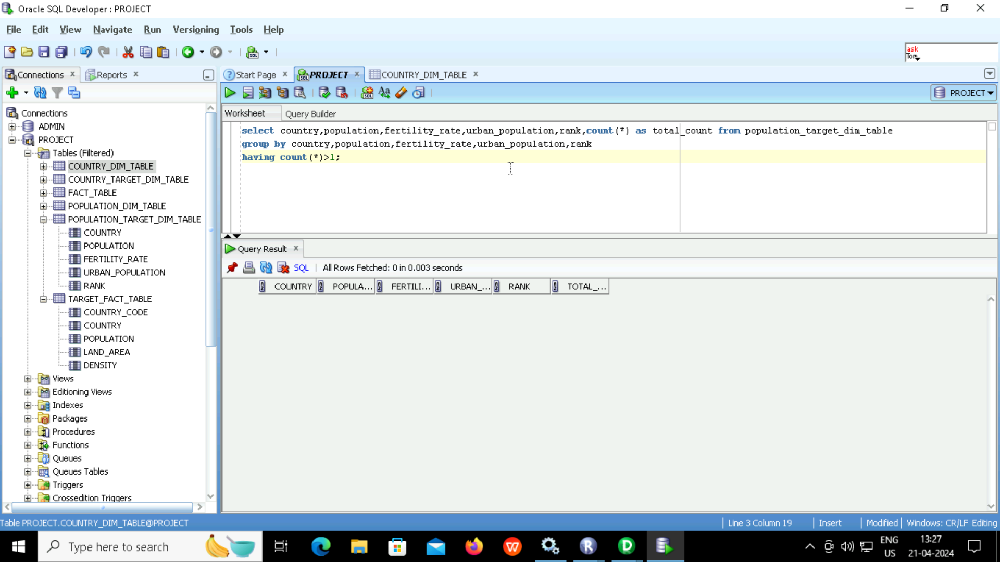 Oracle SQL Developer : PROJECT
File Edit View Navigate Run Versioning Tools Help
ask
Tom
Connections
Reports
Start Page
PROJECT
COUNTRY_DIM_TABLE
PROJECT
Worksheet
Query Builder
Connections
ADMIN
PROJECT
Tables (Filtered)
COUNTRY_DIM_TABLE
COUNTRY_TARGET_DIM_TABLE
FACT_TABLE
POPULATION_DIM_TABLE
POPULATION_TARGET_DIM_TABLE
COUNTRY
POPULATION
FERTILITY_RATE
URBAN_POPULATION
RANK
TARGET_FACT_TABLE
COUNTRY_CODE
COUNTRY
POPULATION
LAND_AREA
DENSITY
Views
Editioning Views
Indexes
Packages
Procedures
Functions
Queues
Queues Tables
Triggers
Crossedition Triggers
select country,population,fertility_rate,urban_population,rank,count(*) as total_count from population_target_dim_table
group by country,population,fertility_rate,urban_population,rank
having count(*)>1;
Query Result
SQL | All Rows Fetched: 0 in 0.003 seconds
COUNTRY POPULA... FERTILI... URBAN_... RANK TOTAL_...
Table PROJECT.COUNTRY_DIM_TABLE@PROJECT
Line 3 Column 19 | Insert | Modified | Windows: CR/LF Editing
Type here to search
ENG
US
13:27
21-04-2024